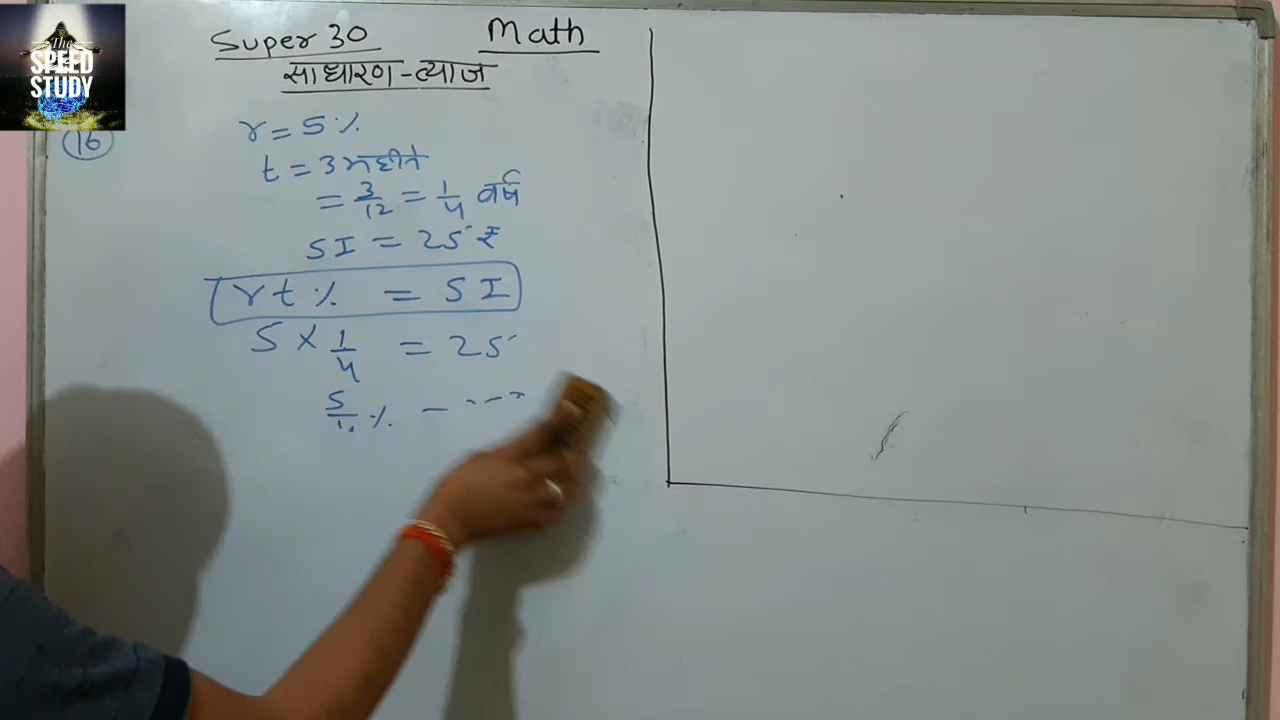 The
SPEED
STUDY
Super 30 Math
साधारण-ब्याज
16
r = 5%
t = 3 महीने
= 3/12 = 1/4 वर्ष
SI = 25 ₹
rt% = SI
5 × 1/4 = 25